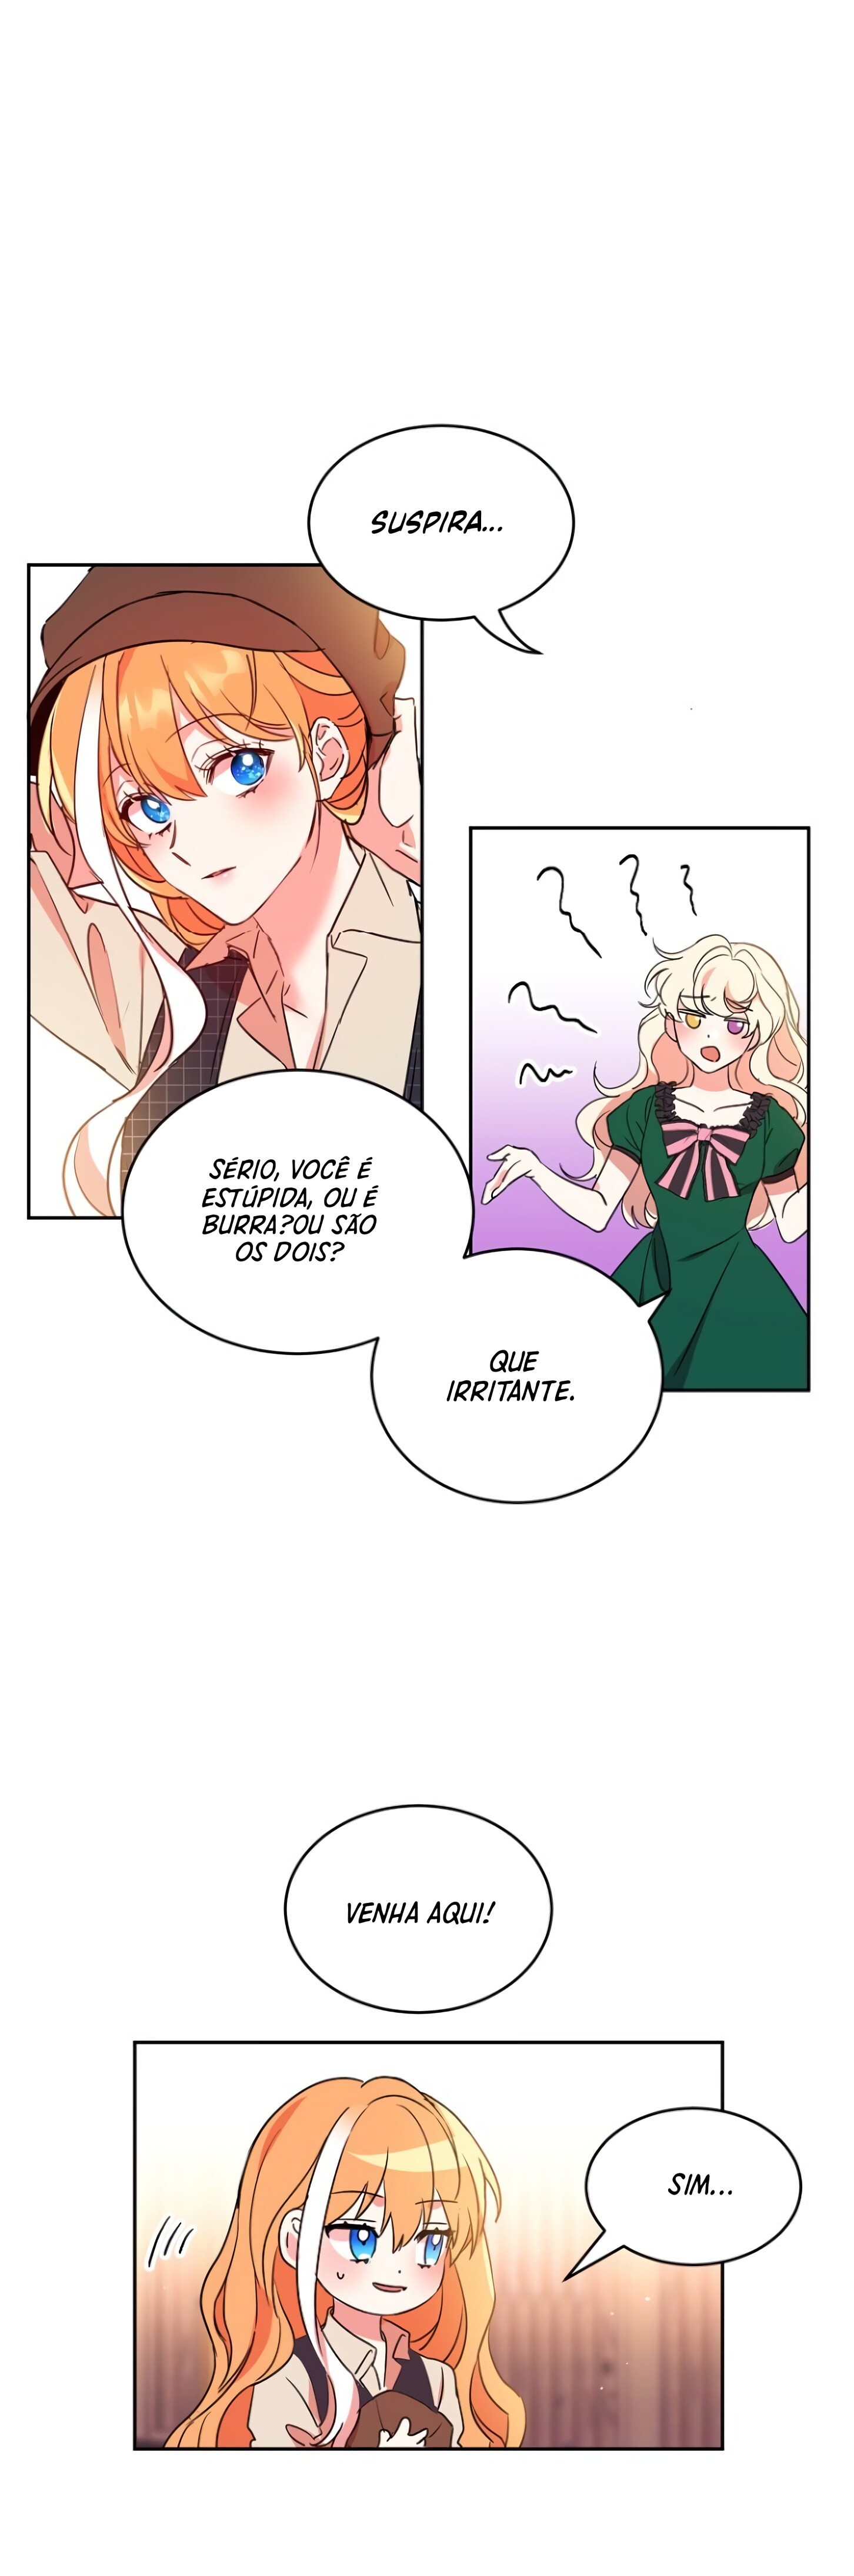 SUSPIRA...
SÉRIO, VOCÊ É
ESTÚPIDA, OU É
BURRA?OU SÃO
OS DOIS?
QUE
IRRITANTE.
VENHA AQUI!
SIM...